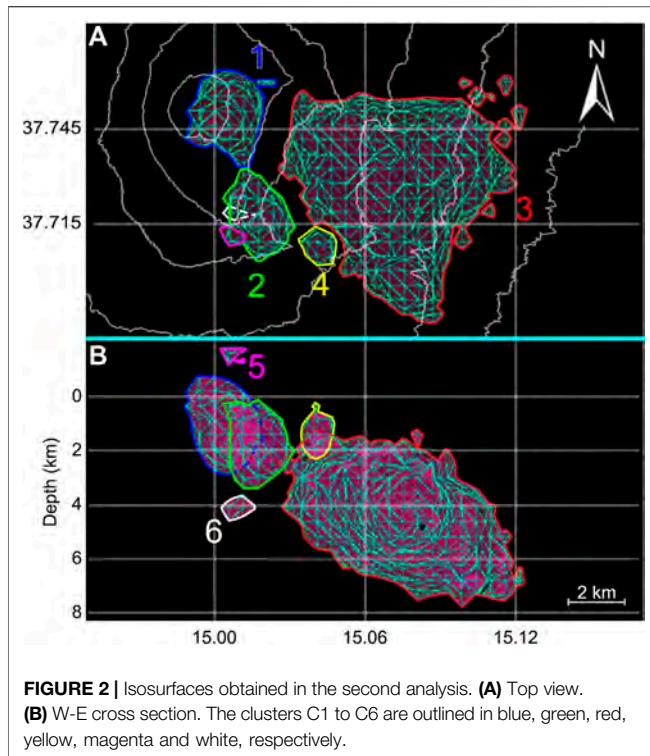 A
1
N
37.745
3
37.715
2
4
B
5
0
2
4
6
6
8
Depth (km)
2 km
15.00 15.06 15.12
FIGURE 2 | Isosurfaces obtained in the second analysis. (A) Top view.
(B) W-E cross section. The clusters C1 to C6 are outlined in blue, green, red,
yellow, magenta and white, respectively.